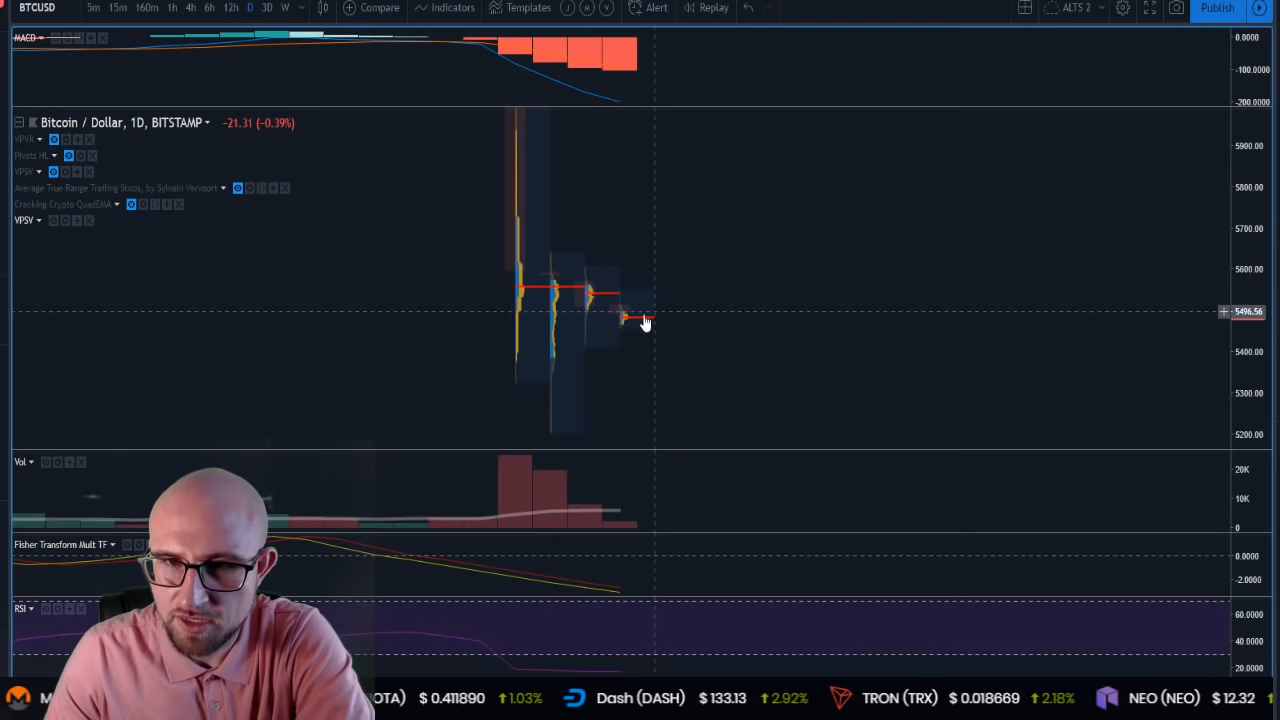 BTCUSD 5m 15m 160m 1h 4h 6h 12h D 3D W Compare Indicators Templates J M V Alert Replay ALTS 2 Publish
MACD
0.0000
-100.0000
-200.0000
Bitcoin / Dollar, 1D, BITSTAMP -21.31 (-0.39%)
VPVR
Pivots HL
VPSV
Average True Range Trailing Stops, by Sylvain Vervoort
Cracking Crypto QuadEMA
VPSV
5900.00
5800.00
5700.00
5600.00
5496.56
5400.00
5300.00
5200.00
Vol
20K
10K
0
Fisher Transform Mult TF
0.0000
-2.0000
RSI
60.0000
40.0000
20.0000
M OTA) $ 0.411890 1.03% Dash (DASH) $ 133.13 2.92% TRON (TRX) $ 0.018669 2.18% NEO (NEO) $ 12.32